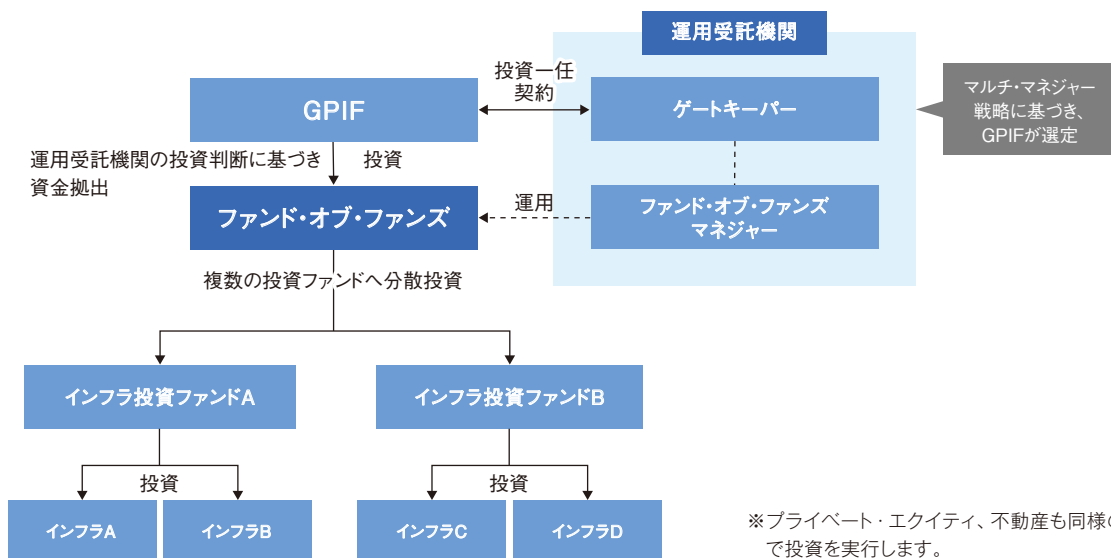 運用受託機関
投資一任
契約
GPIF
ゲートキーパー
マルチ・マネジャー
戦略に基づき、
GPIFが選定
運用受託機関の投資判断に基づき
資金拠出
投資
ファンド・オブ・ファンズ
運用
ファンド・オブ・ファンズ
マネジャー
複数の投資ファンドへ分散投資
インフラ投資ファンドA
インフラ投資ファンドB
投資
投資
インフラA
インフラB
インフラC
インフラD
※プライベート・エクイティ、不動産も同様の
で投資を実行します。